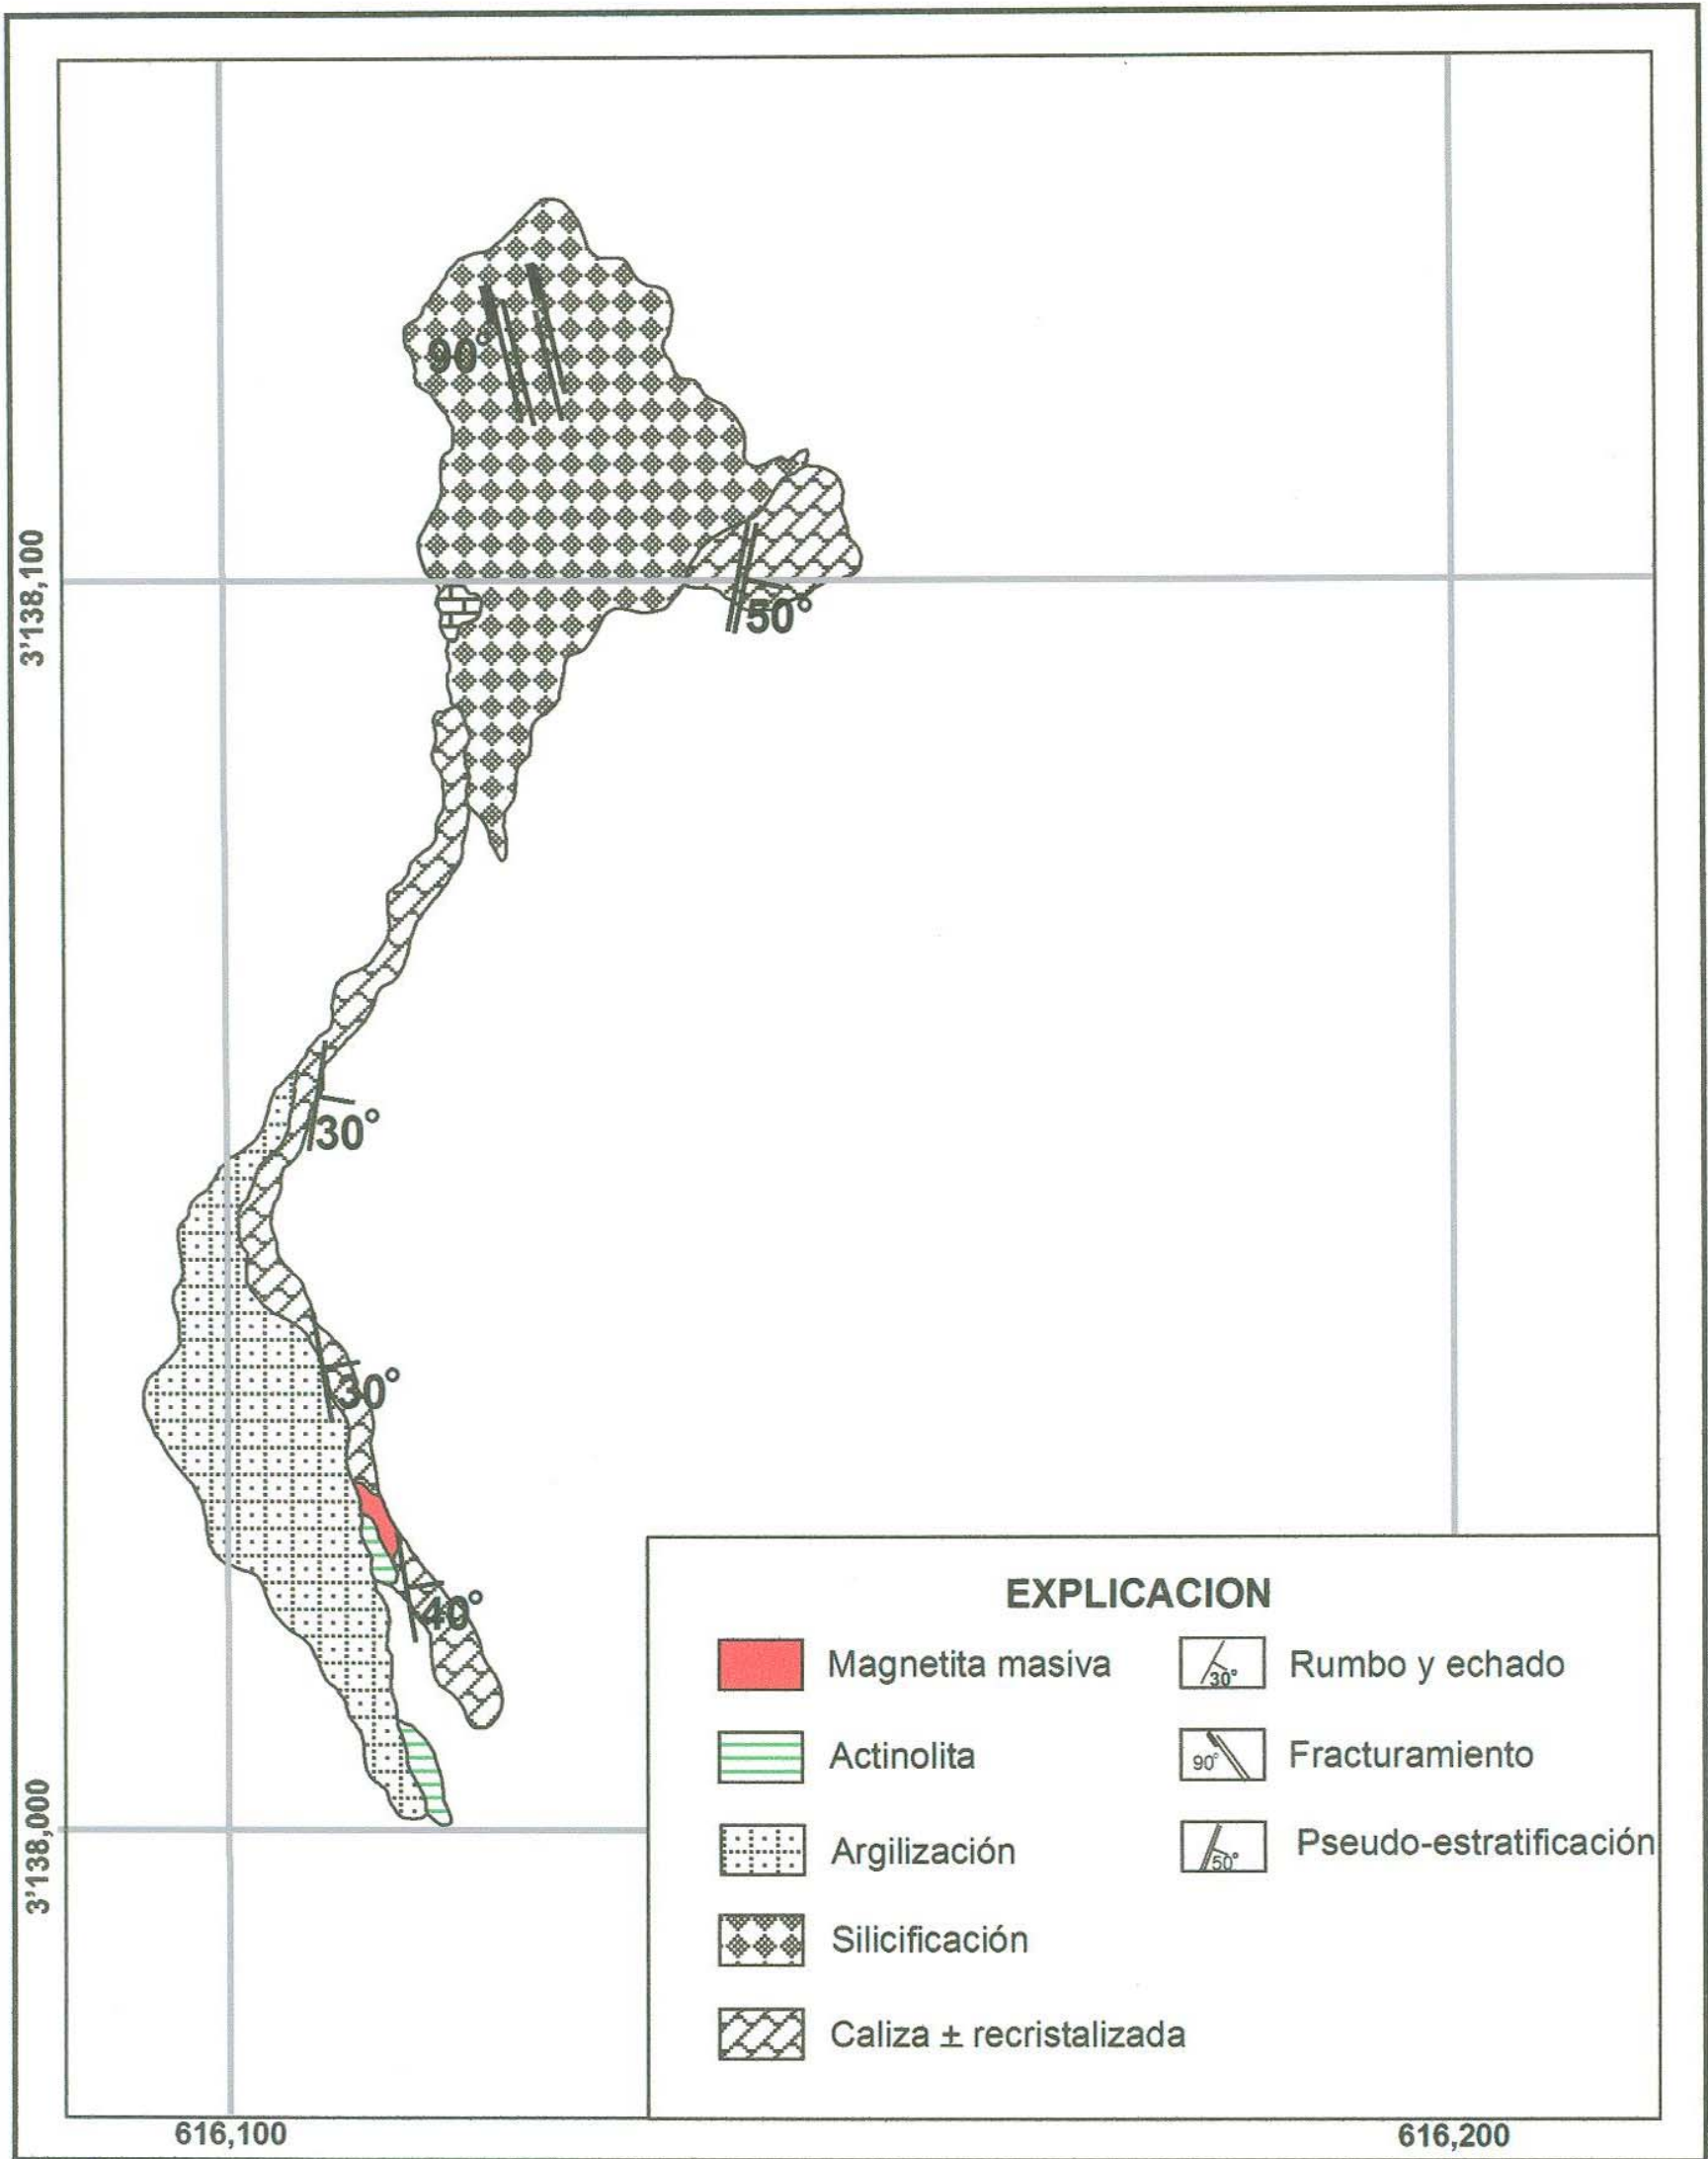 90°
3'138,100
50°
30°
30°
40°
3'138,000
EXPLICACION
Magnetita masiva
Actinolita
Argilización
Silicificación
Caliza ± recristalizada
30° Rumbo y echado
90° Fracturamiento
50° Pseudo-estratificación
616,100
616,200